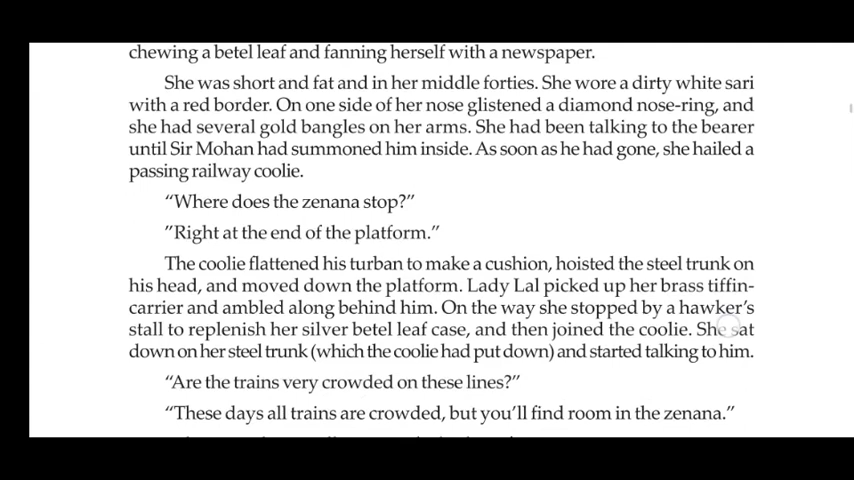 chewing a betel leaf and fanning herself with a newspaper.
She was short and fat and in her middle forties. She wore a dirty white sari
with a red border. On one side of her nose glistened a diamond nose-ring, and
she had several gold bangles on her arms. She had been talking to the bearer
until Sir Mohan had summoned him inside. As soon as he had gone, she hailed a
passing railway coolie.
“Where does the zenana stop?”
”Right at the end of the platform.”
The coolie flattened his turban to make a cushion, hoisted the steel trunk on
his head, and moved down the platform. Lady Lal picked up her brass tiffin-
carrier and ambled along behind him. On the way she stopped by a hawker’s
stall to replenish her silver betel leaf case, and then joined the coolie. She sat
down on her steel trunk (which the coolie had put down) and started talking to him.
“Are the trains very crowded on these lines?”
“These days all trains are crowded, but you’ll find room in the zenana.”